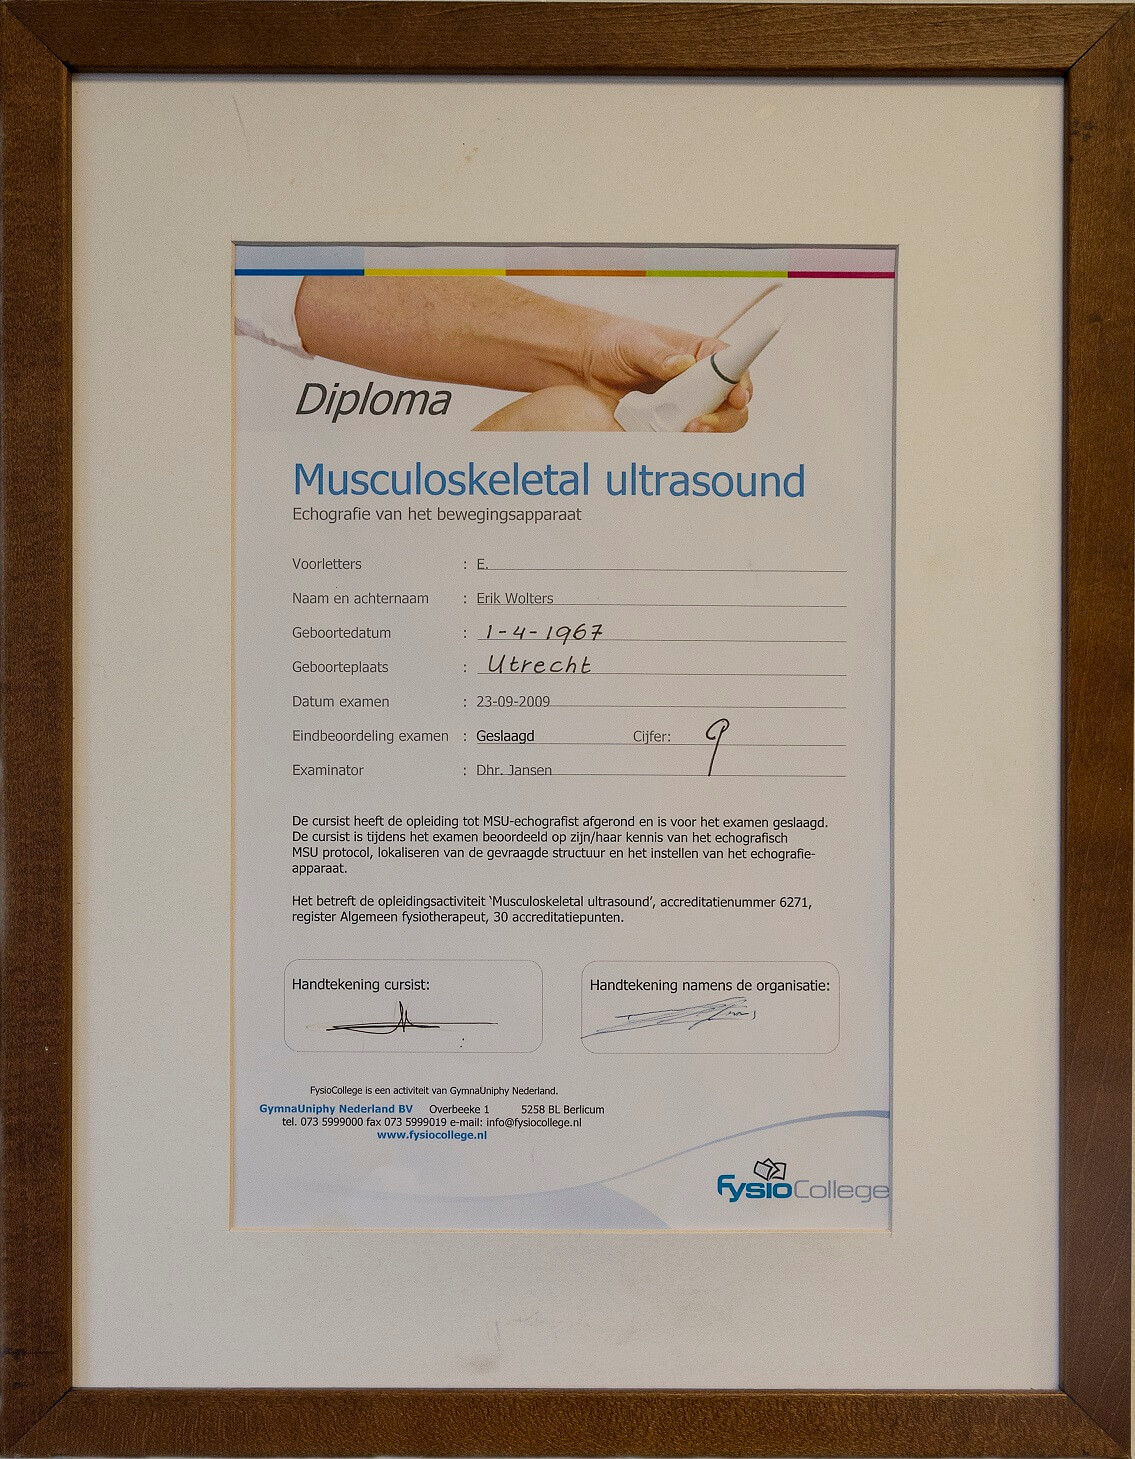 Diploma
Musculoskeletal ultrasound
Echografie van het bewegingsapparaat
Voorletters : E.
Naam en achternaam : Erik Wolters
Geboortedatum : 1-4-1967
Geboorteplaats : Utrecht
Datum examen : 23-09-2009
Eindbeoordeling examen : Geslaagd Cijfer: 9
Examinator : Dhr. Jansen
De cursist heeft de opleiding tot MSU-echografist afgerond en is voor het examen geslaagd.
De cursist is tijdens het examen beoordeeld op zijn/haar kennis van het echografisch
MSU protocol, lokaliseren van de gevraagde structuur en het instellen van het echografie-
apparaat.
Het betreft de opleidingsactiviteit ‘Musculoskeletal ultrasound’, accreditatienummer 6271,
register Algemeen fysiotherapeut, 30 accreditatiepunten.
Handtekening cursist:
Handtekening namens de organisatie:
FysioCollege is een activiteit van GymnaUniphy Nederland.
GymnaUniphy Nederland BV Overbeeke 1 5258 BL Berlicum
tel. 073 5999000 fax 073 5999019 e-mail: info@fysiocollege.nl
www.fysiocollege.nl
FysioCollege